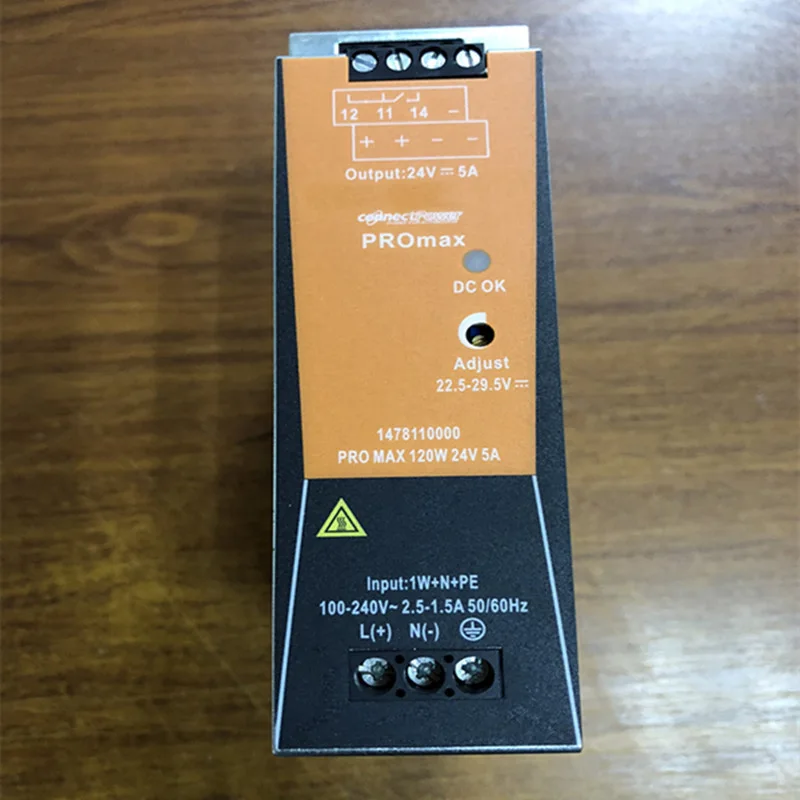 12 11 14 −
+ + − −
Output:24V⎓5A
connectPower
PROmax
DC OK
Adjust
22.5-29.5V⎓
1478110000
PRO MAX 120W 24V 5A
Input:1W+N+PE
100-240V~ 2.5-1.5A 50/60Hz
L(+) N(-)